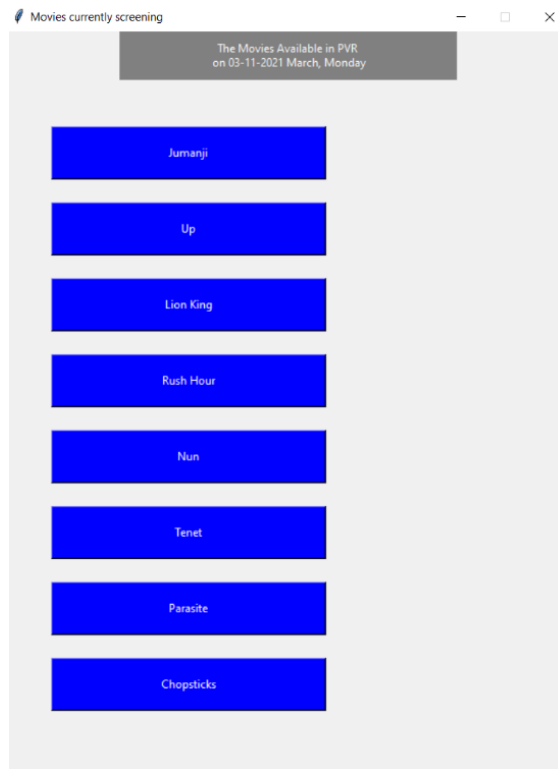 Movies currently screening
The Movies Available in PVR
on 03-11-2021 March, Monday
Jumanji
Up
Lion King
Rush Hour
Nun
Tenet
Parasite
Chopsticks